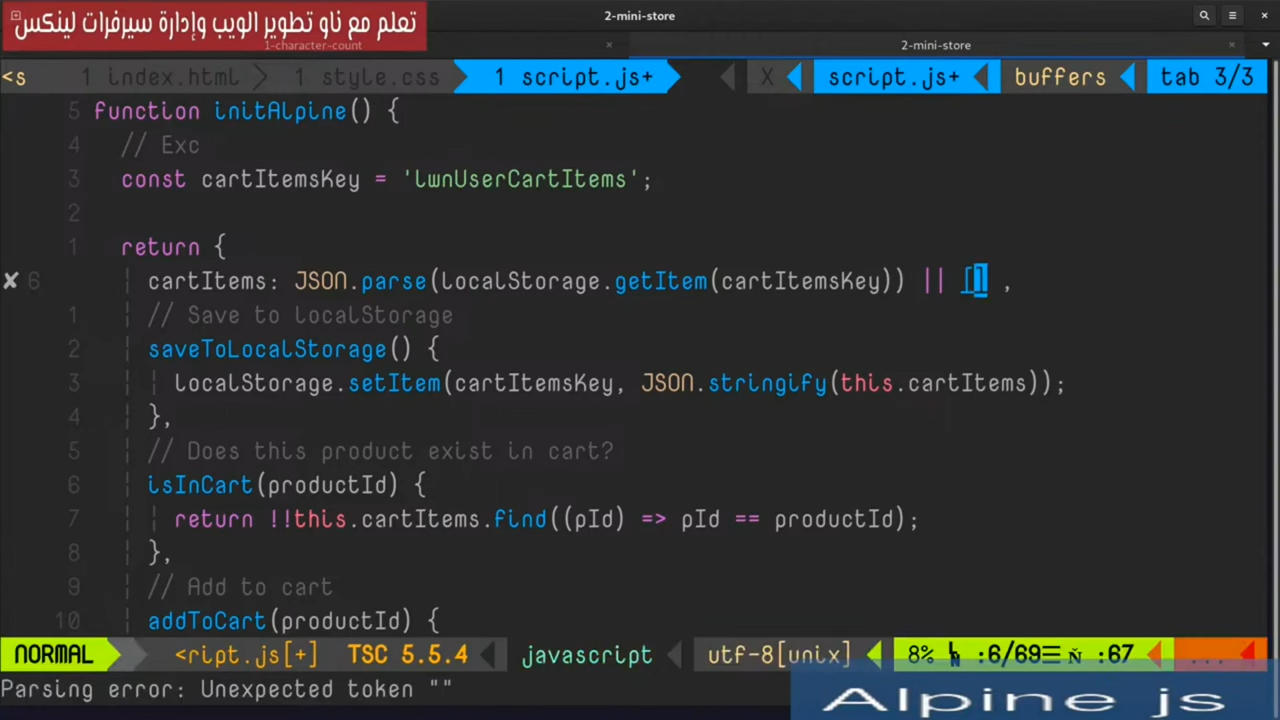 تعلم مع ناو تطوير الويب وإدارة سيرفرات لينكس
2-mini-store
1-character-count
2-mini-store
<s 1 index.html 1 style.css 1 script.js+ X script.js+ buffers tab 3/3
5 function initAlpine() {
4 // Exc
3 const cartItemsKey = 'lwnUserCartItems';
2
1 return {
✘ 6 cartItems: JSON.parse(localStorage.getItem(cartItemsKey)) || [] ,
1 // Save to localStorage
2 saveToLocalStorage() {
3 localStorage.setItem(cartItemsKey, JSON.stringify(this.cartItems));
4 },
5 // Does this product exist in cart?
6 isInCart(productId) {
7 return !!this.cartItems.find((pId) => pId == productId);
8 },
9 // Add to cart
10 addToCart(productId) {
NORMAL <ript.js[+] TSC 5.5.4 javascript utf-8[unix] 8% :6/69☰ :67 ...
Parsing error: Unexpected token ""
Alpine js